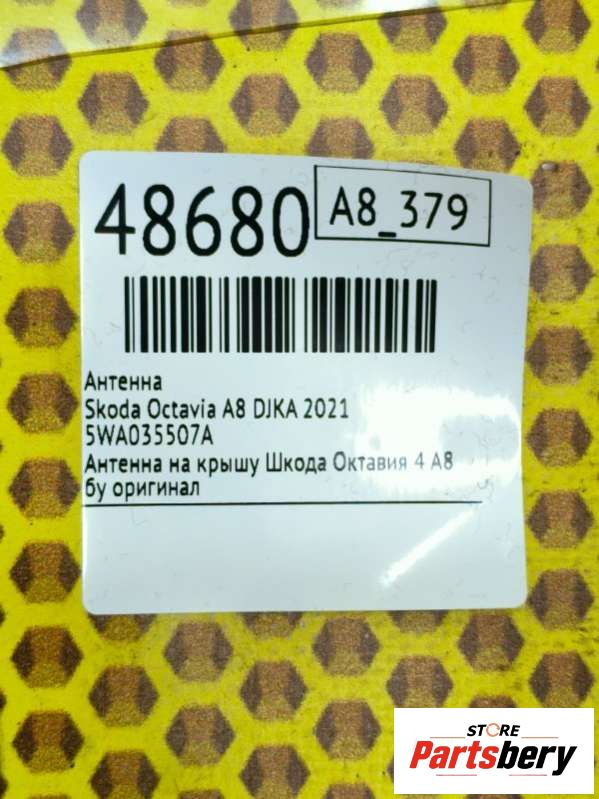 48680
A8_379
Антенна
Skoda Octavia A8 DJKA 2021
5WA035507A
Антенна на крышу Шкода Октавия 4 A8
бу оригинал
STORE
Partsbery